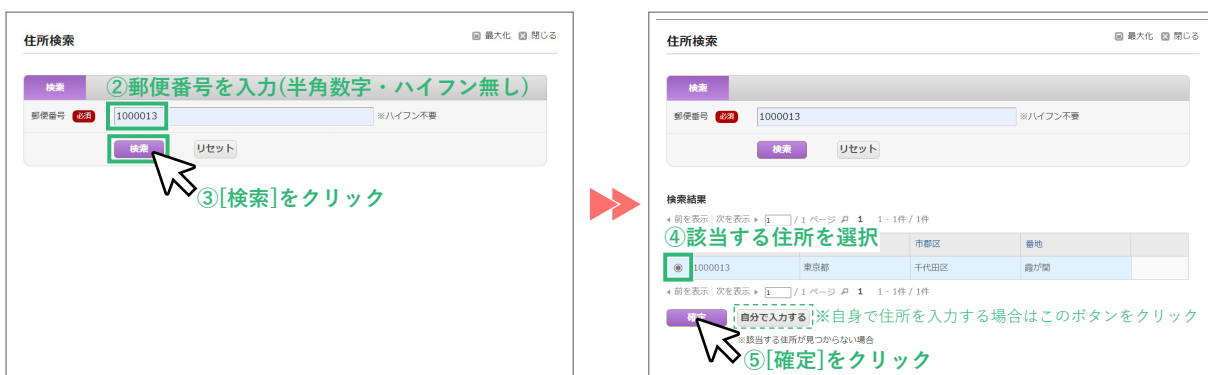 住所検索
最大化 閉じる
検索
②郵便番号を入力(半角数字・ハイフン無し)
郵便番号 必須 1000013 ※ハイフン不要
検索 リセット
③[検索]をクリック
住所検索
最大化 閉じる
検索
郵便番号 必須 1000013 ※ハイフン不要
検索 リセット
検索結果
前を表示 | 次を表示 1 / 1 ページ 1 1 - 1件 / 1件
④該当する住所を選択
市郡区 番地
1000013 東京都 千代田区 霞が関
前を表示 | 次を表示 1 / 1 ページ 1 1 - 1件 / 1件
確定 自分で入力する ※自身で住所を入力する場合はこのボタンをクリック
※該当する住所が見つからない場合
⑤[確定]をクリック